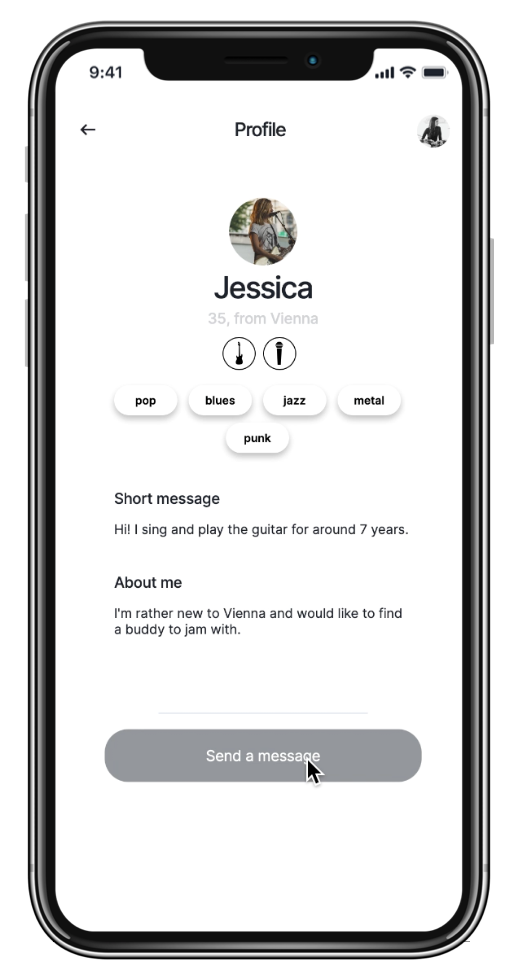 9:41
Profile
Jessica
35, from Vienna
pop blues jazz metal
punk
Short message
Hi! I sing and play the guitar for around 7 years.
About me
I'm rather new to Vienna and would like to find
a buddy to jam with.
Send a message